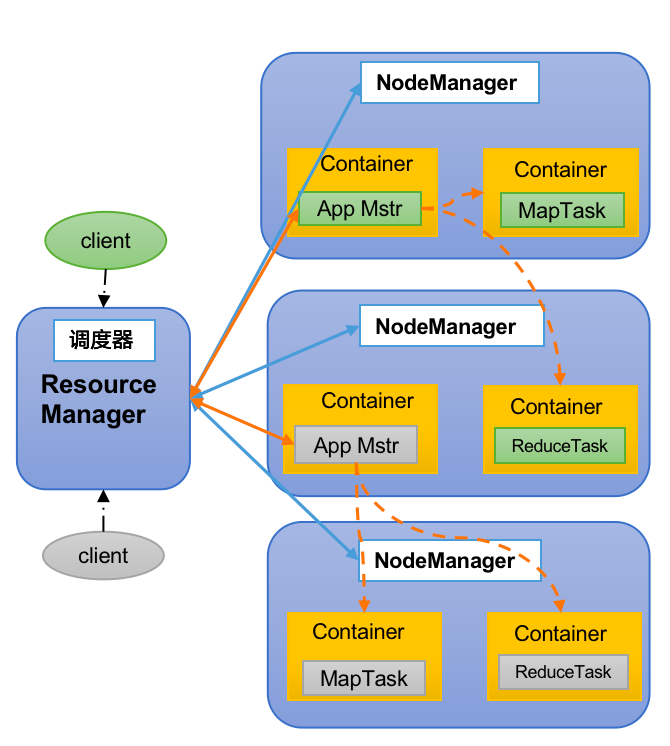 client
调度器
Resource
Manager
client
NodeManager
Container
App Mstr
Container
MapTask
NodeManager
Container
App Mstr
Container
ReduceTask
NodeManager
Container
MapTask
Container
ReduceTask